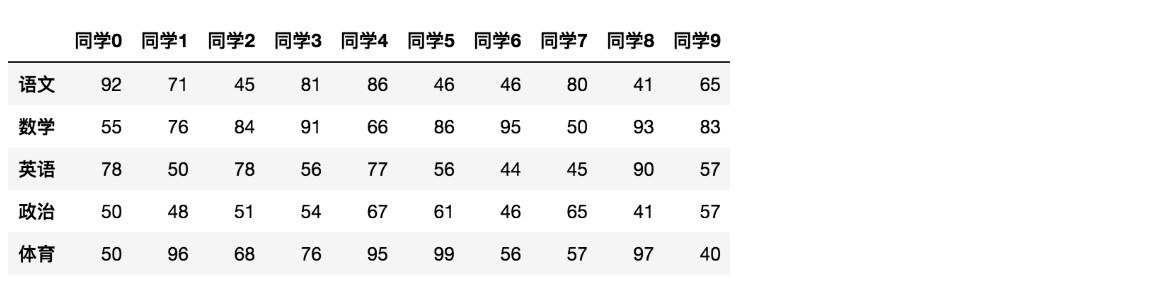 同学0 同学1 同学2 同学3 同学4 同学5 同学6 同学7 同学8 同学9
语文 92 71 45 81 86 46 46 80 41 65
数学 55 76 84 91 66 86 95 50 93 83
英语 78 50 78 56 77 56 44 45 90 57
政治 50 48 51 54 67 61 46 65 41 57
体育 50 96 68 76 95 99 56 57 97 40